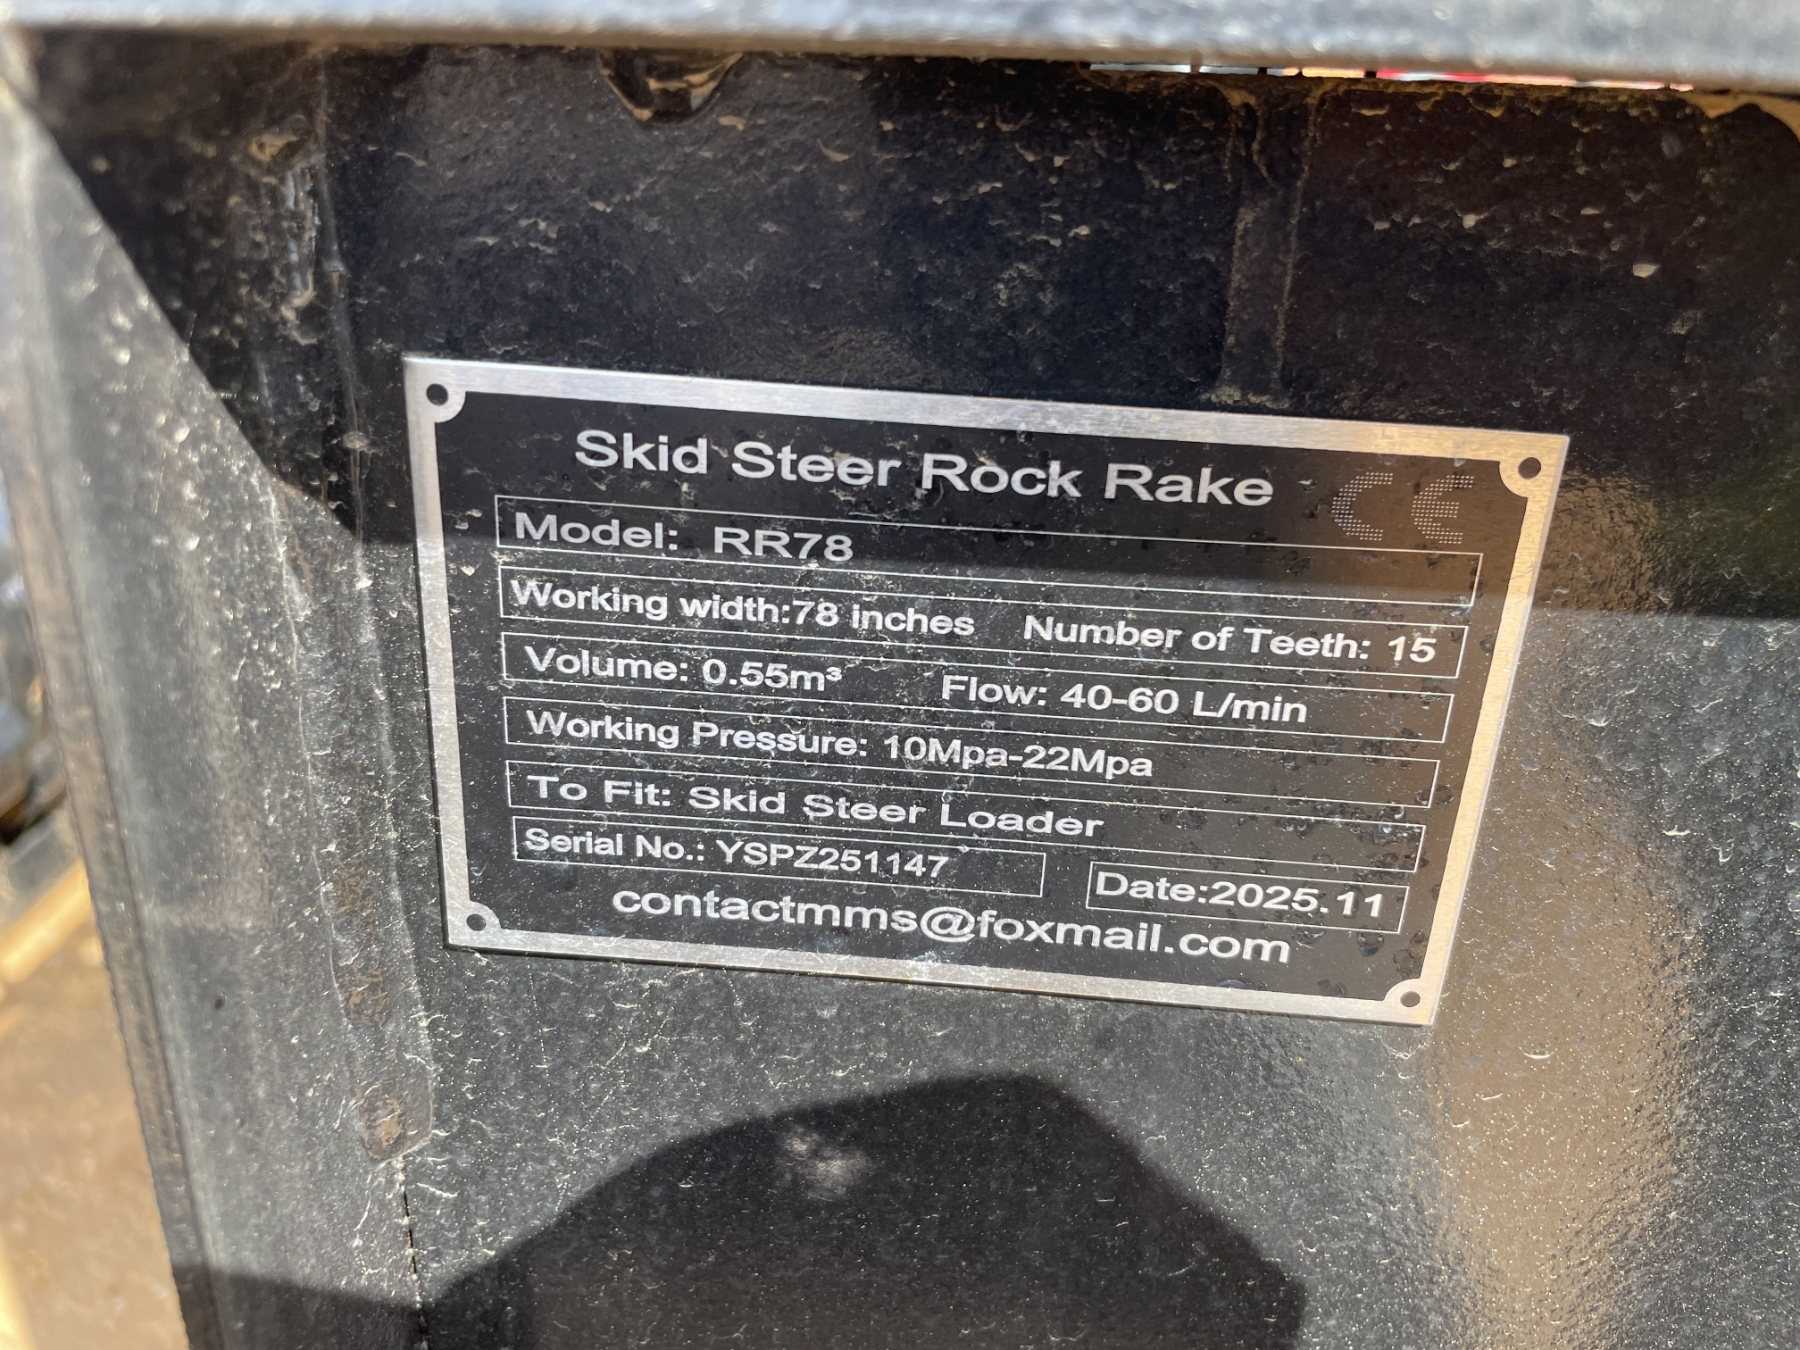 Skid Steer Rock Rake CE
Model: RR78
Working width:78 inches Number of Teeth: 15
Volume: 0.55m³ Flow: 40-60 L/min
Working Pressure: 10Mpa-22Mpa
To Fit: Skid Steer Loader
Serial No.: YSPZ251147 Date:2025.11
contactmms@foxmail.com